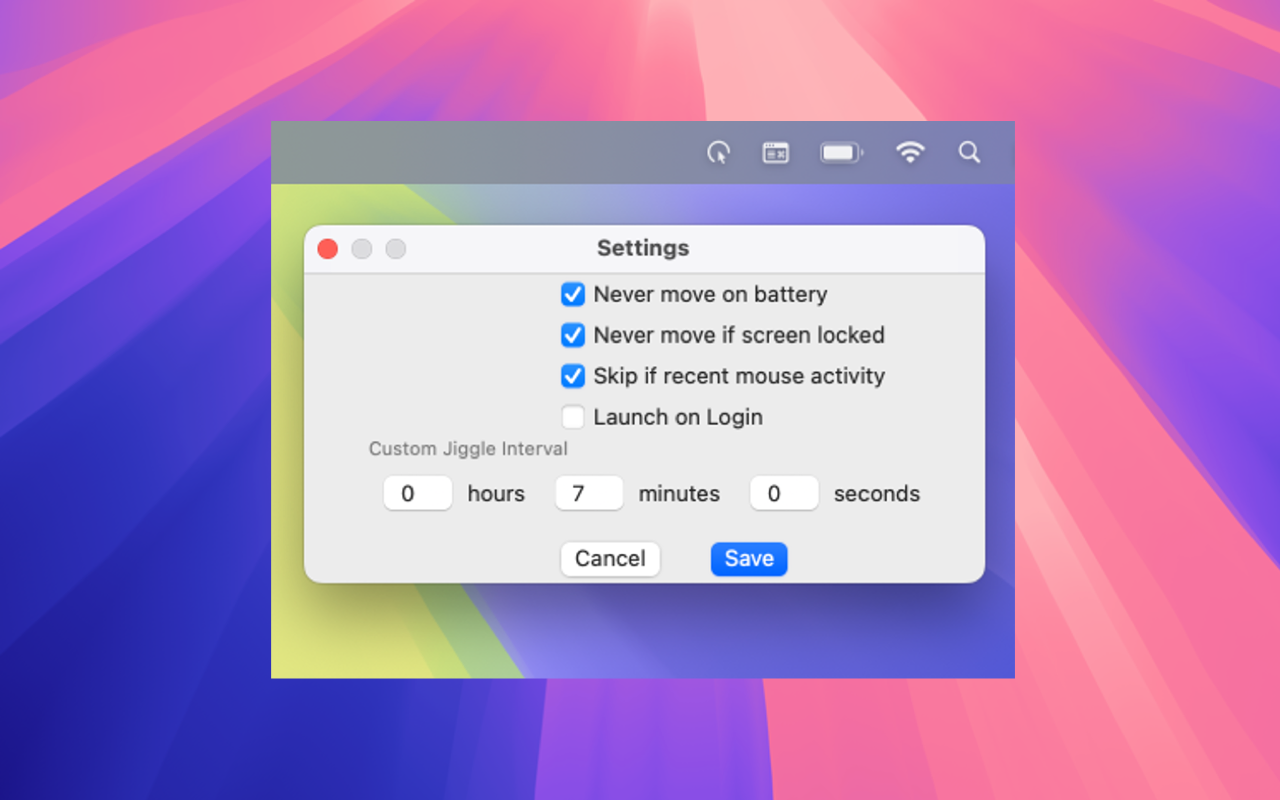 Settings
Never move on battery
Never move if screen locked
Skip if recent mouse activity
Launch on Login
Custom Jiggle Interval
0 hours 7 minutes 0 seconds
Cancel Save